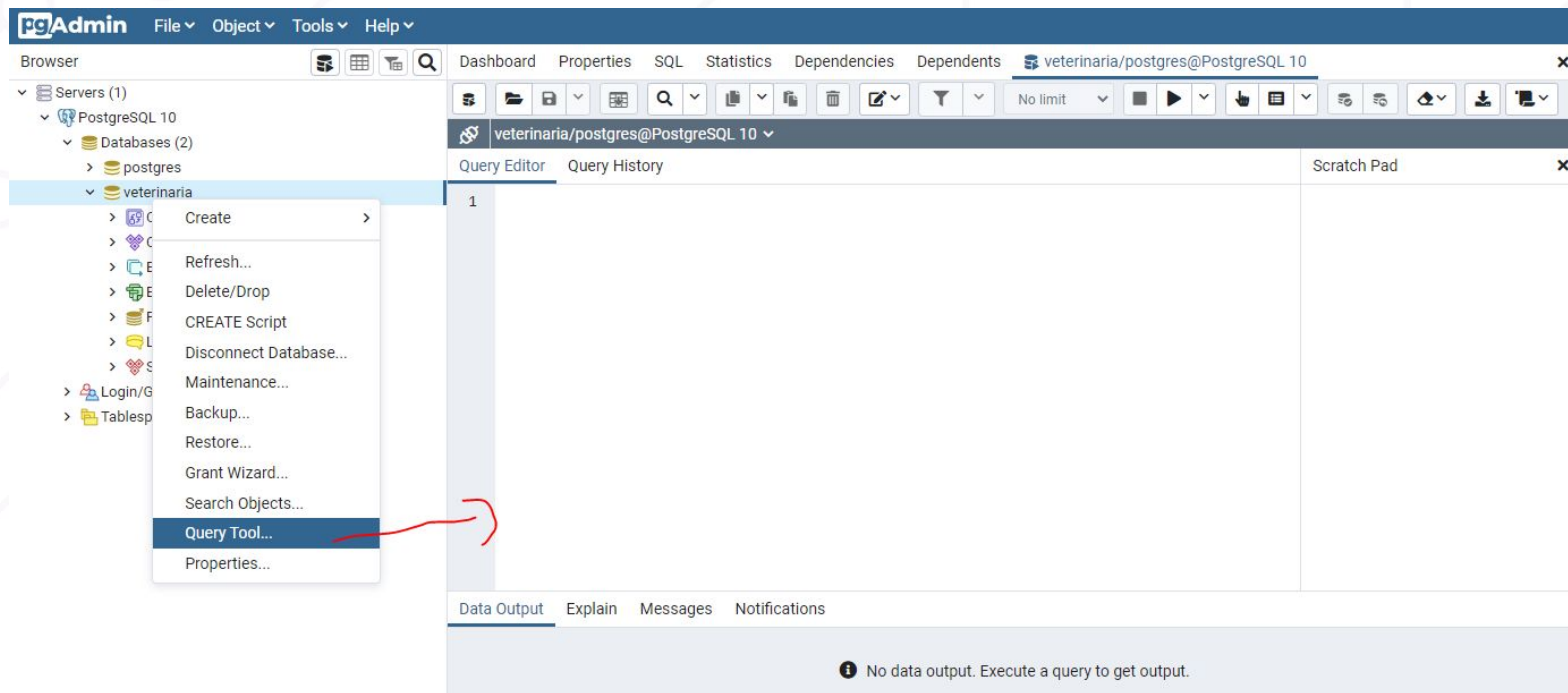 pgAdmin File Object Tools Help
Browser
Dashboard Properties SQL Statistics Dependencies Dependents veterinaria/postgres@PostgreSQL 10
Servers (1)
PostgreSQL 10
Databases (2)
postgres
veterinaria
Login/G
Tablesp
Create
Refresh...
Delete/Drop
CREATE Script
Disconnect Database...
Maintenance...
Backup...
Restore...
Grant Wizard...
Search Objects...
Query Tool...
Properties...
No limit
veterinaria/postgres@PostgreSQL 10
Query Editor Query History
Scratch Pad
1
Data Output Explain Messages Notifications
No data output. Execute a query to get output.